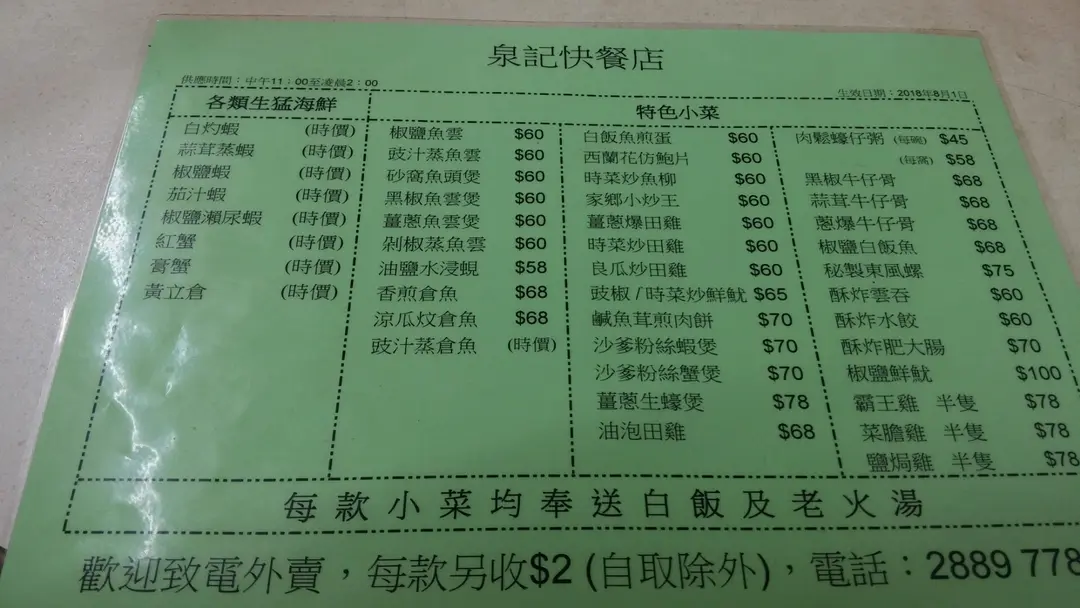 泉記快餐店
供應時間：中午11：00至凌晨2：00
生效日期：2018年8月1日
各類生猛海鮮
白灼蝦 (時價)
蒜茸蒸蝦 (時價)
椒鹽蝦 (時價)
茄汁蝦 (時價)
椒鹽瀨尿蝦 (時價)
紅蟹 (時價)
膏蟹 (時價)
黃立倉 (時價)
特色小菜
椒鹽魚雲 $60
豉汁蒸魚雲 $60
砂窩魚頭煲 $60
黑椒魚雲煲 $60
薑蔥魚雲煲 $60
剁椒蒸魚雲 $60
油鹽水浸蜆 $58
香煎倉魚 $68
涼瓜炆倉魚 $68
豉汁蒸倉魚 (時價)
白飯魚煎蛋 $60
西蘭花仿鮑片 $60
時菜炒魚柳 $60
家鄉小炒王 $60
薑蔥爆田雞 $60
時菜炒田雞 $60
良瓜炒田雞 $60
豉椒/時菜炒鮮魷 $65
鹹魚茸煎肉餅 $70
沙爹粉絲蝦煲 $70
沙爹粉絲蟹煲 $70
薑蔥生蠔煲 $78
油泡田雞 $68
肉鬆蠔仔粥 (每碗) $45
(每窩) $58
黑椒牛仔骨 $68
蒜茸牛仔骨 $68
蔥爆牛仔骨 $68
椒鹽白飯魚 $68
秘製東風螺 $75
酥炸雲吞 $60
酥炸水餃 $60
酥炸肥大腸 $70
椒鹽鮮魷 $100
霸王雞 半隻 $78
菜膽雞 半隻 $78
鹽焗雞 半隻 $78
每款小菜均奉送白飯及老火湯
歡迎致電外賣，每款另收$2 (自取除外)，電話：2889 778